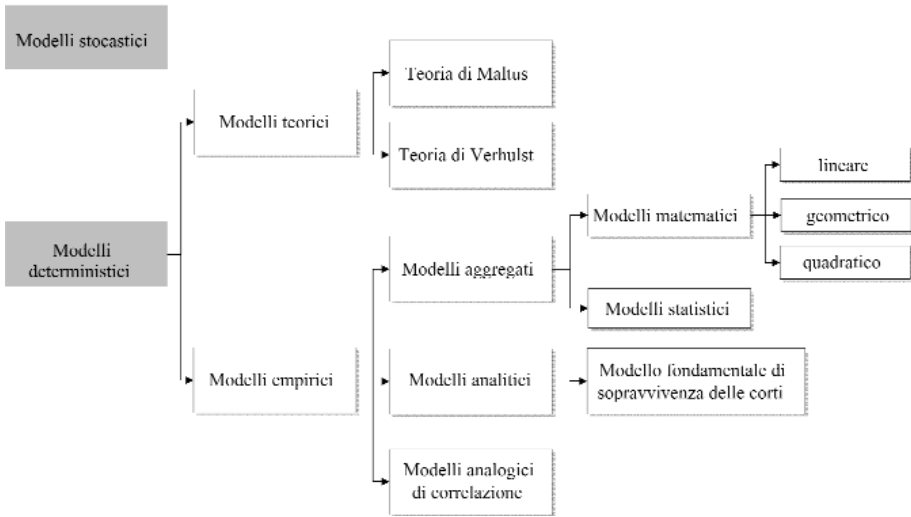 Modelli stocastici
Teoria di Maltus
Modelli teorici
Teoria di Verhulst
lineare
Modelli matematici
geometrico
Modelli
deterministici
Modelli aggregati
quadratico
Modelli statistici
Modelli empirici
Modelli analitici
Modello fondamentale di
sopravvivenza delle corti
Modelli analogici
di correlazione